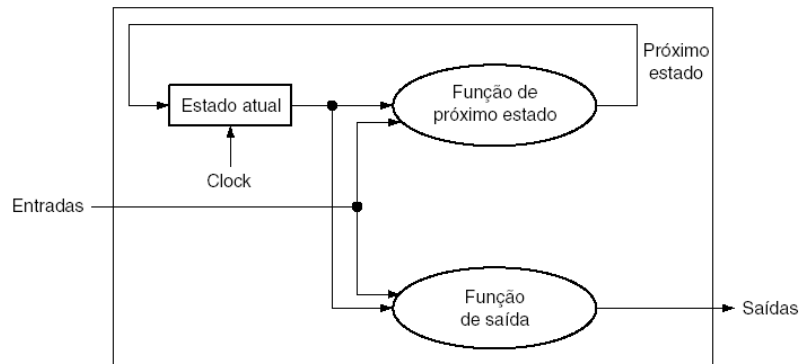 Próximo
estado
Função de
próximo estado
Estado atual
Clock
Entradas
Função
de saída
Saídas